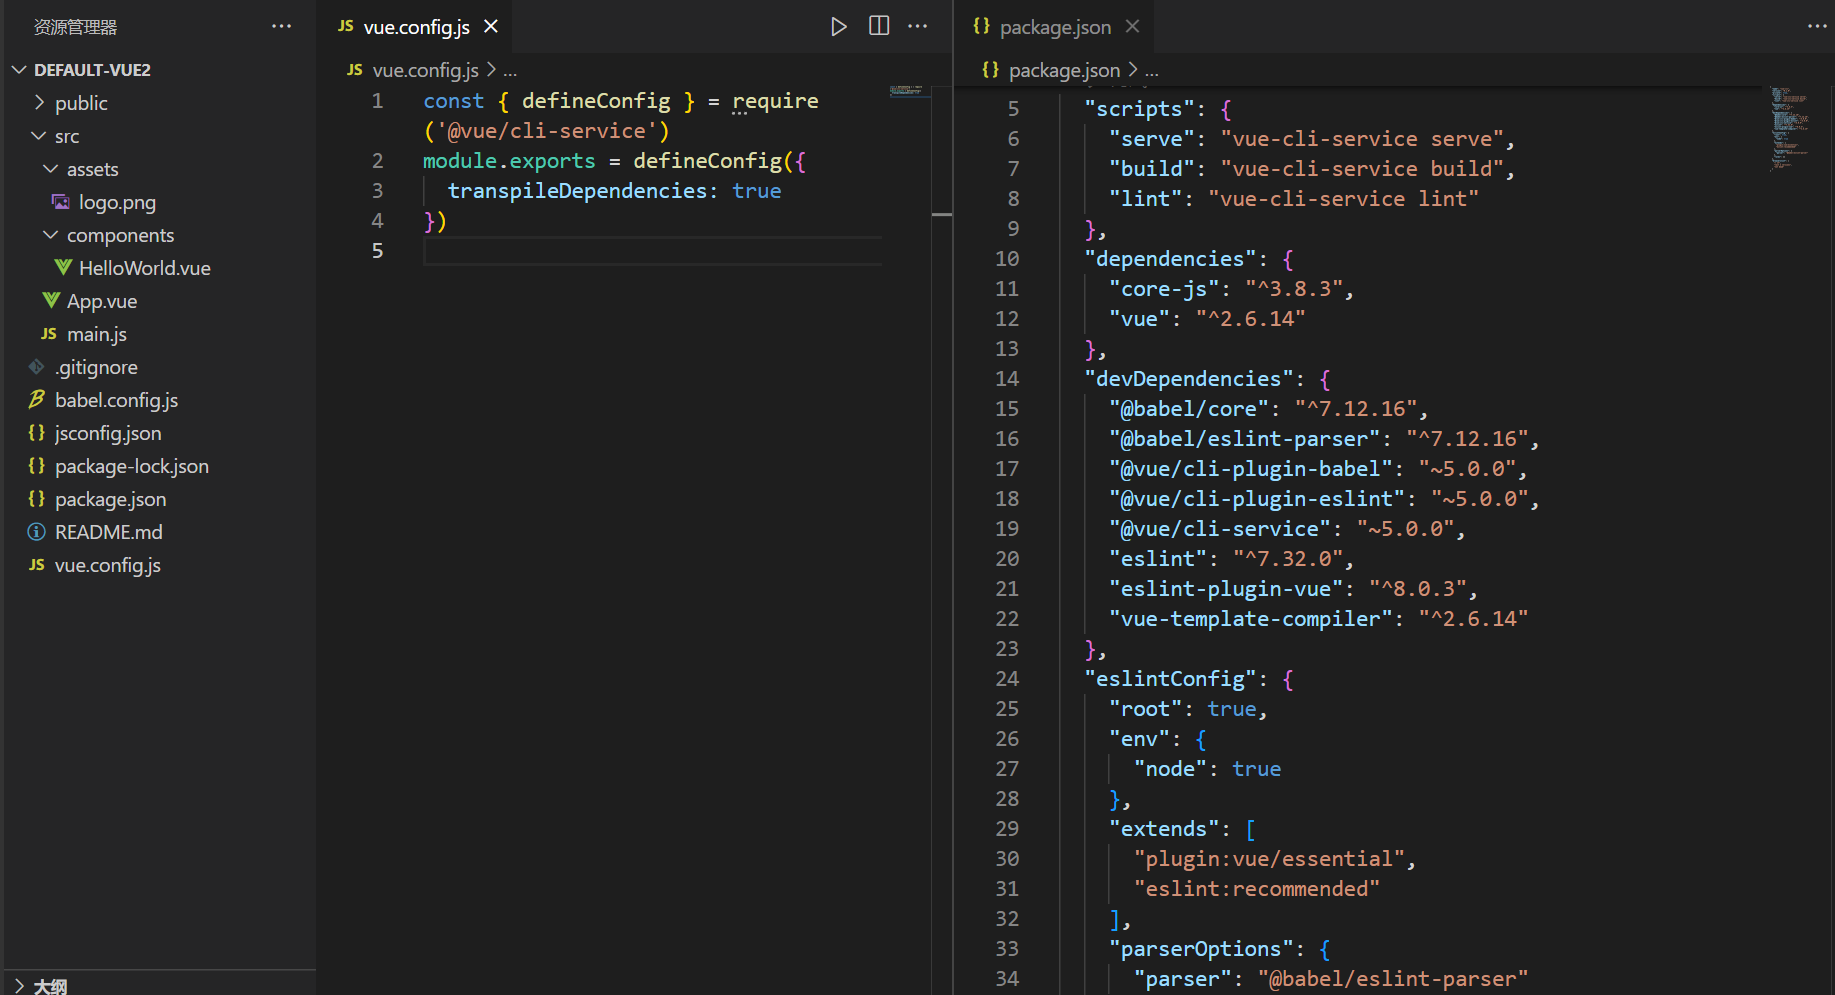 资源管理器
DEFAULT-VUE2
public
src
assets
logo.png
components
HelloWorld.vue
App.vue
main.js
.gitignore
babel.config.js
jsconfig.json
package-lock.json
package.json
README.md
vue.config.js
大纲
JS vue.config.js
JS vue.config.js > ...
1 const { defineConfig } = require
('@vue/cli-service')
2 module.exports = defineConfig({
3 transpileDependencies: true
4 })
5
{} package.json
{} package.json > ...
5 "scripts": {
6 "serve": "vue-cli-service serve",
7 "build": "vue-cli-service build",
8 "lint": "vue-cli-service lint"
9 },
10 "dependencies": {
11 "core-js": "^3.8.3",
12 "vue": "^2.6.14"
13 },
14 "devDependencies": {
15 "@babel/core": "^7.12.16",
16 "@babel/eslint-parser": "^7.12.16",
17 "@vue/cli-plugin-babel": "~5.0.0",
18 "@vue/cli-plugin-eslint": "~5.0.0",
19 "@vue/cli-service": "~5.0.0",
20 "eslint": "^7.32.0",
21 "eslint-plugin-vue": "^8.0.3",
22 "vue-template-compiler": "^2.6.14"
23 },
24 "eslintConfig": {
25 "root": true,
26 "env": {
27 "node": true
28 },
29 "extends": [
30 "plugin:vue/essential",
31 "eslint:recommended"
32 ],
33 "parserOptions": {
34 "parser": "@babel/eslint-parser"